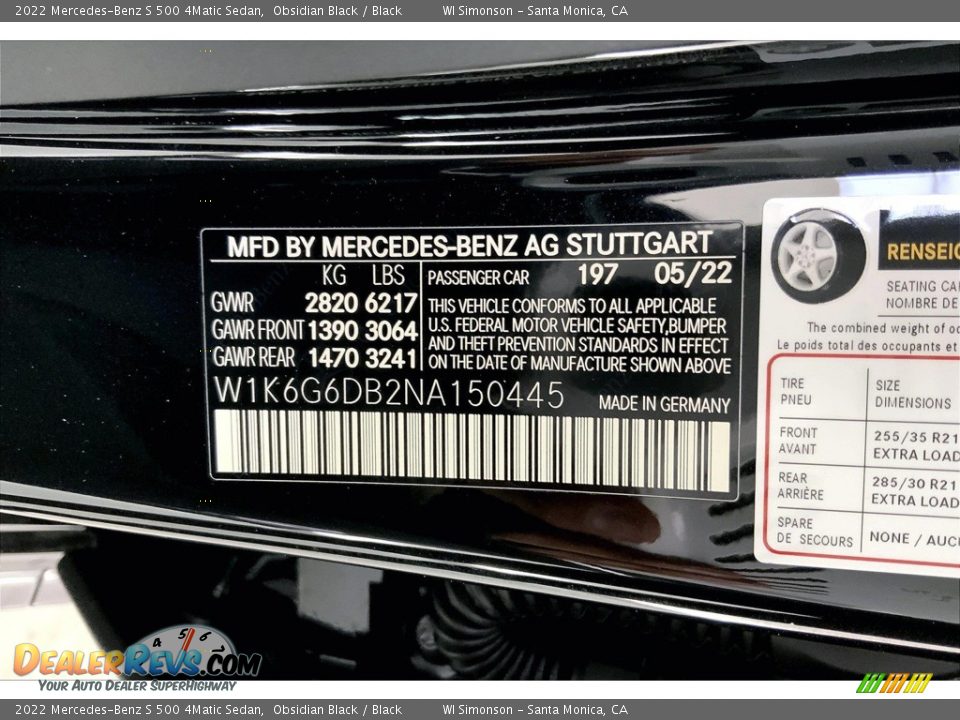 2022 Mercedes-Benz S 500 4Matic Sedan, Obsidian Black / Black WI Simonson - Santa Monica, CA
MFD BY MERCEDES-BENZ AG STUTTGART
KG LBS
GVWR 2820 6217
GAWR FRONT 1390 3064
GAWR REAR 1470 3241
PASSENGER CAR 197 05/22
THIS VEHICLE CONFORMS TO ALL APPLICABLE
U.S. FEDERAL MOTOR VEHICLE SAFETY,BUMPER
AND THEFT PREVENTION STANDARDS IN EFFECT
ON THE DATE OF MANUFACTURE SHOWN ABOVE
W1K6G6DB2NA150445
MADE IN GERMANY
SEATING
NOMBRE DE
The combined weight of
Le poids total des occupants et
TIRE
PNEU
SIZE
DIMENSIONS
FRONT
AVANT
255/35 R21
EXTRA LOAD
REAR
ARRIÈRE
285/30 R21
EXTRA LOAD
SPARE
DE SECOURS
NONE /
4 5 6
DealerRevs.com
Your Auto Dealer SuperHighway
2022 Mercedes-Benz S 500 4Matic Sedan, Obsidian Black / Black WI Simonson - Santa Monica, CA